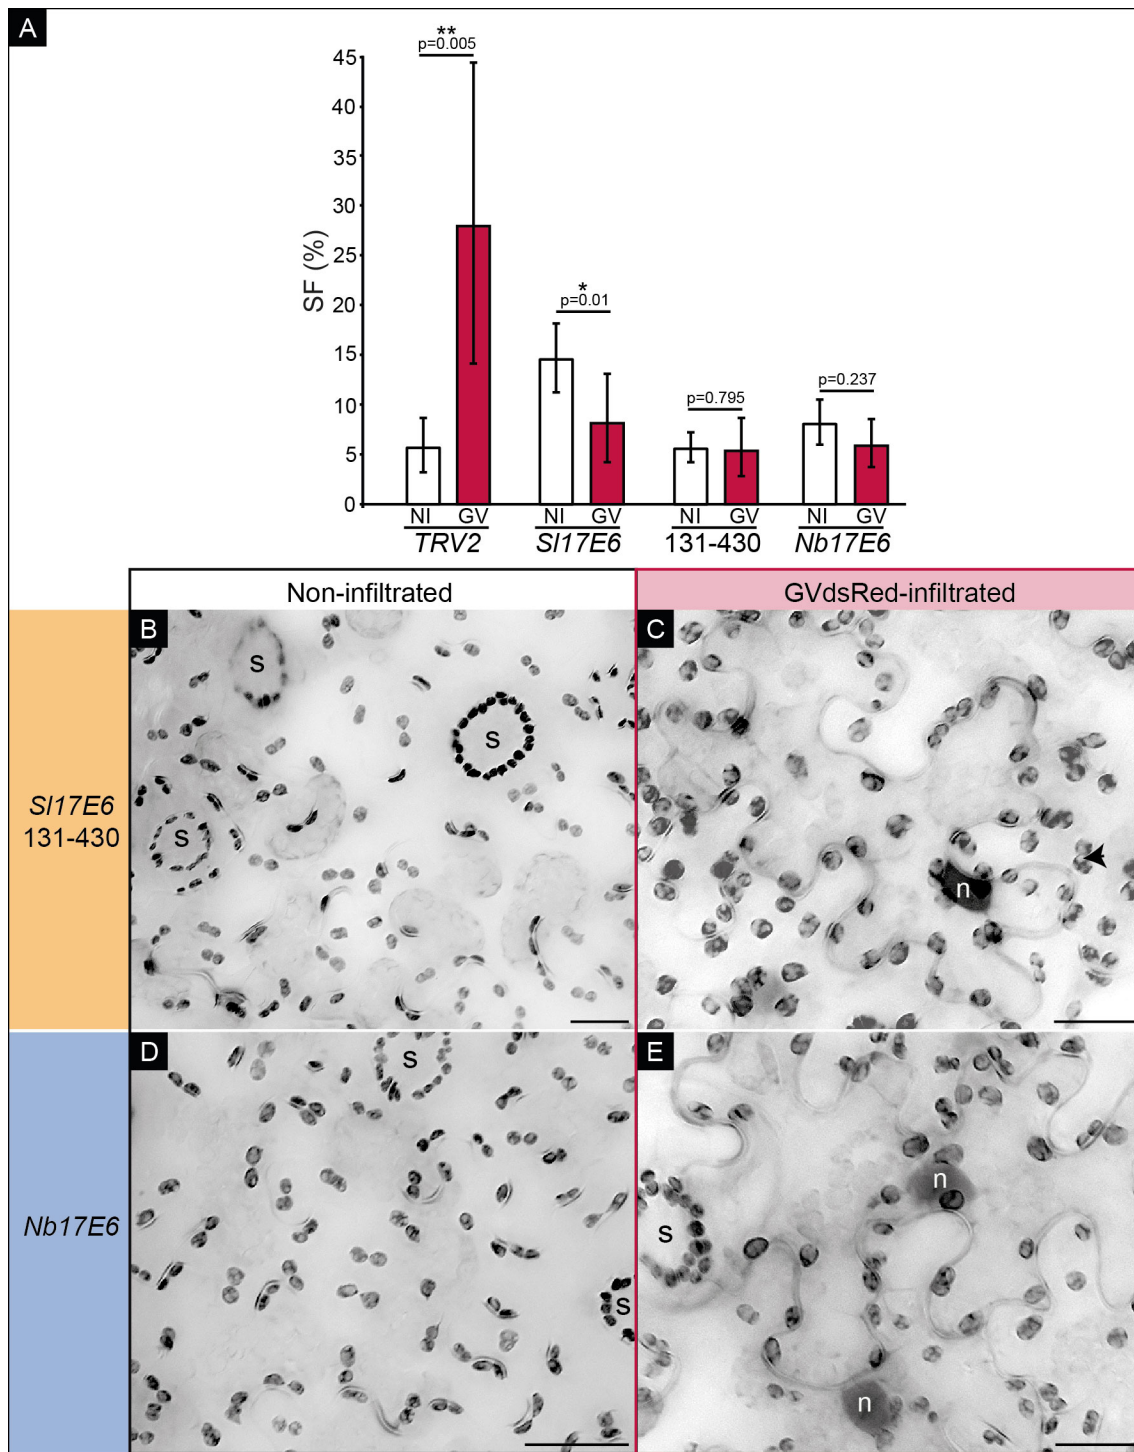 A
**
p=0.005
45
40
35
30
25
20
15
10
5
0
SF (%)
*
p=0.01
p=0.795
p=0.237
NI GV NI GV NI GV NI GV
TRV2 Sl17E6 131-430 Nb17E6
Non-infiltrated GVdsRed-infiltrated
Sl17E6
131-430
B
s
s
s
C
n
Nb17E6
D
s
s
E
n
s
n